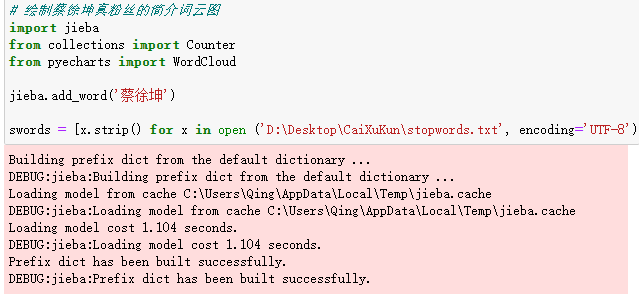 # 绘制蔡徐坤真粉丝的简介词云图
import jieba
from collections import Counter
from pyecharts import WordCloud
jieba.add_word('蔡徐坤')
swords = [x.strip() for x in open ('D:\Desktop\CaiXuKun\stopwords.txt', encoding='UTF-8')
Building prefix dict from the default dictionary ...
DEBUG:jieba:Building prefix dict from the default dictionary ...
Loading model from cache C:\Users\Qing\AppData\Local\Temp\jieba.cache
DEBUG:jieba:Loading model from cache C:\Users\Qing\AppData\Local\Temp\jieba.cache
Loading model cost 1.104 seconds.
DEBUG:jieba:Loading model cost 1.104 seconds.
Prefix dict has been built successfully.
DEBUG:jieba:Prefix dict has been built successfully.